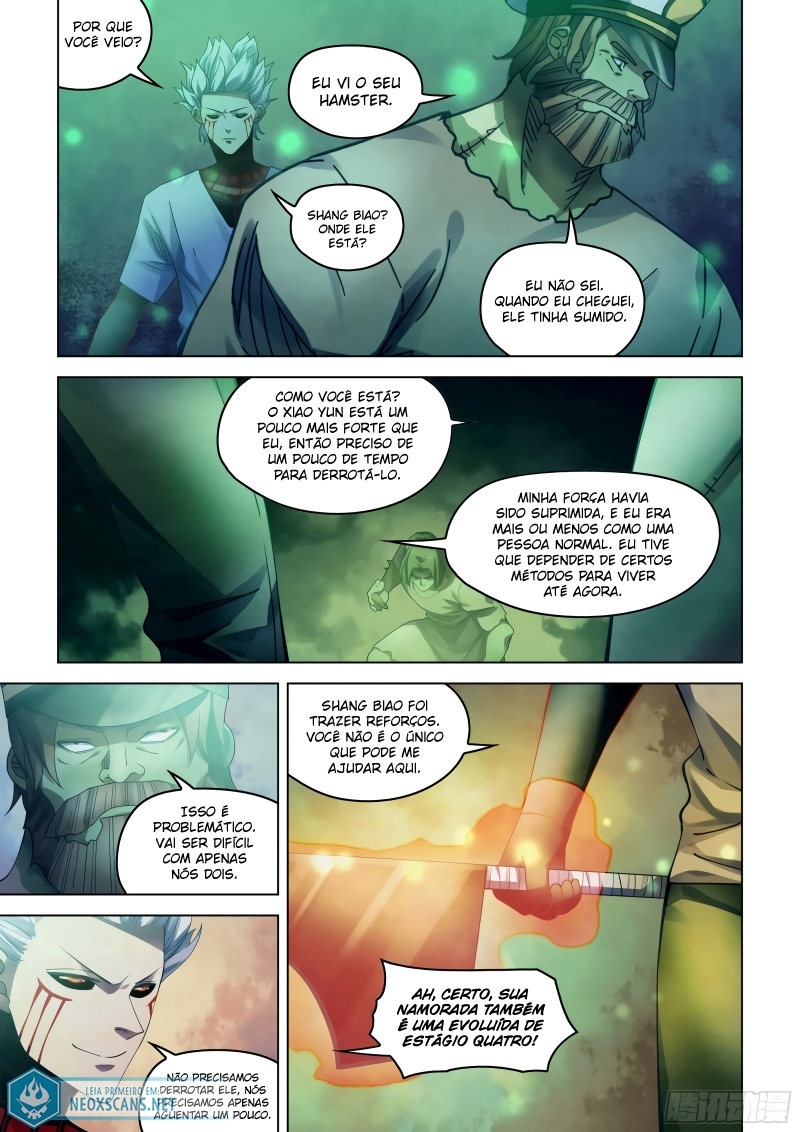 POR QUE
VOCÊ VEIO?
EU VI O SEU
HAMSTER.
SHANG BIAO?
ONDE ELE
ESTÁ?
EU NÃO SEI.
QUANDO EU CHEGUEI,
ELE TINHA SUMIDO.
COMO VOCÊ ESTÁ?
O XIAO YUN ESTÁ UM
POUCO MAIS FORTE QUE
EU, ENTÃO PRECISO DE
UM POUCO DE TEMPO
PARA DERROTÁ-LO.
MINHA FORÇA HAVIA
SIDO SUPRIMIDA, E EU ERA
MAIS OU MENOS COMO UMA
PESSOA NORMAL. EU TIVE
QUE DEPENDER DE CERTOS
MÉTODOS PARA VIVER
ATÉ AGORA.
SHANG BIAO FOI
TRAZER REFORÇOS.
VOCÊ NÃO É O ÚNICO
QUE PODE ME
AJUDAR AQUI.
ISSO É
PROBLEMÁTICO.
VAI SER DIFÍCIL
COM APENAS
NÓS DOIS.
AH, CERTO, SUA
NAMORADA TAMBÉM
É UMA EVOLUÍDA DE
ESTÁGIO QUATRO!
NÃO PRECISAMOS
DERROTAR ELE, NÓS
PRECISAMOS APENAS
AGUENTAR UM POUCO.
LEIA PRIMEIRO EM:
NEOXSCANS.NET
腾讯动漫